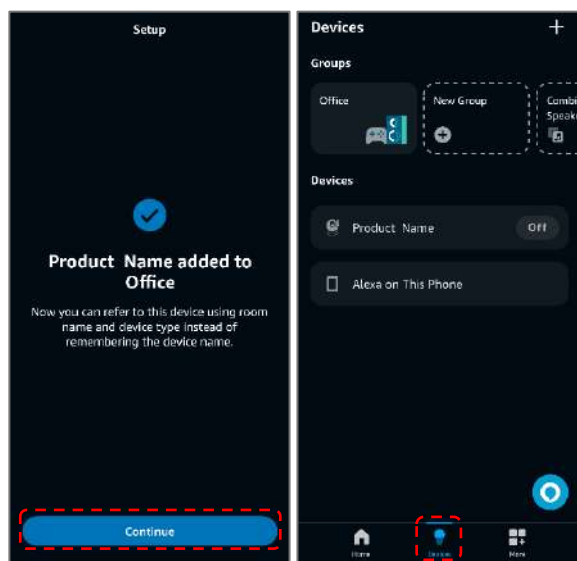 Setup
Product Name added to
Office
Now you can refer to this device using room
name and device type instead of
remembering the device name.
Continue
Devices
Groups
Office
New Group
Combi
Speake
Devices
Product Name
Off
Alexa on This Phone
Home
Devices
More